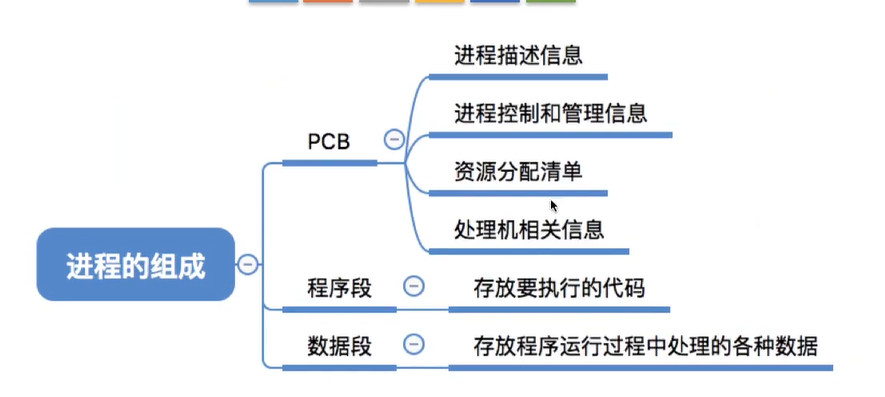 进程的组成
PCB
进程描述信息
进程控制和管理信息
资源分配清单
处理机相关信息
程序段
存放要执行的代码
数据段
存放程序运行过程中处理的各种数据